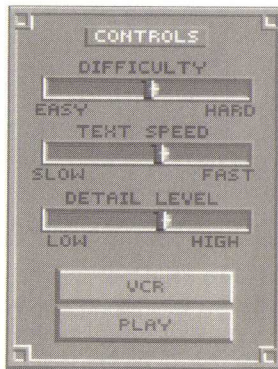 CONTROLS
DIFFICULTY
EASY HARD
TEXT SPEED
SLOW FAST
DETAIL LEVEL
LOW HIGH
VCR
PLAY